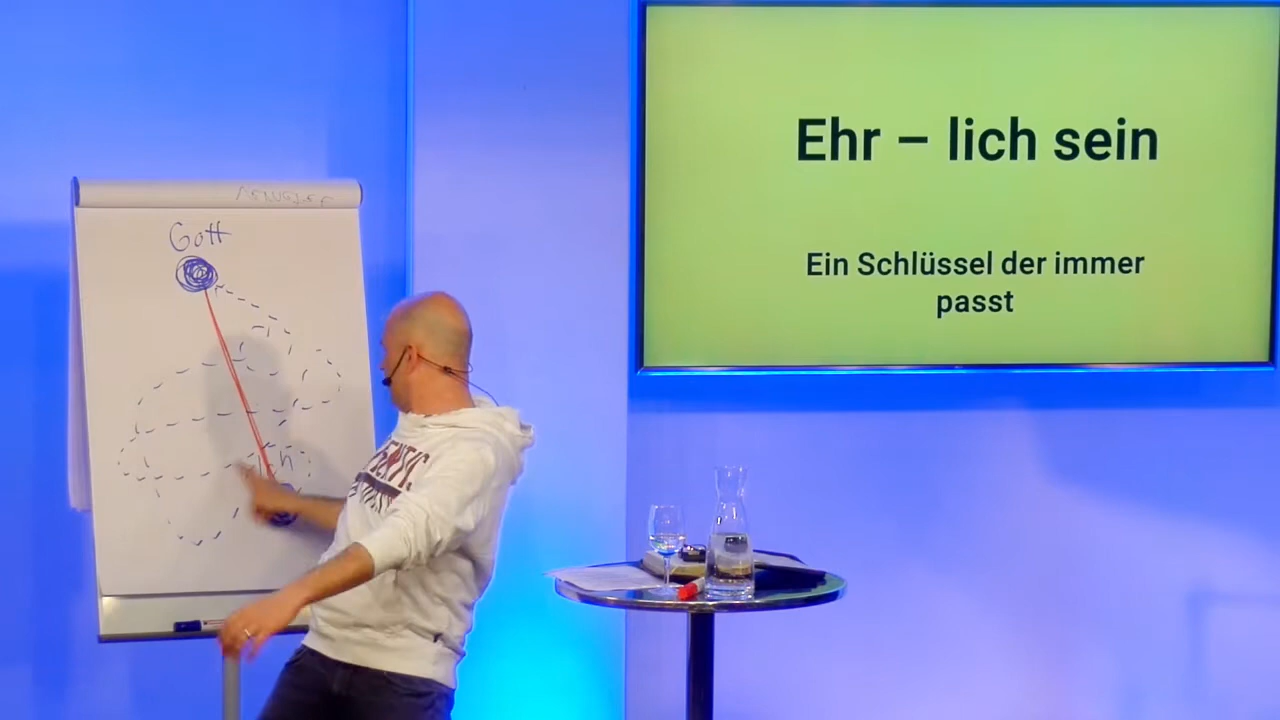 Gott
Ehr – lich sein
Ein Schlüssel der immer
passt